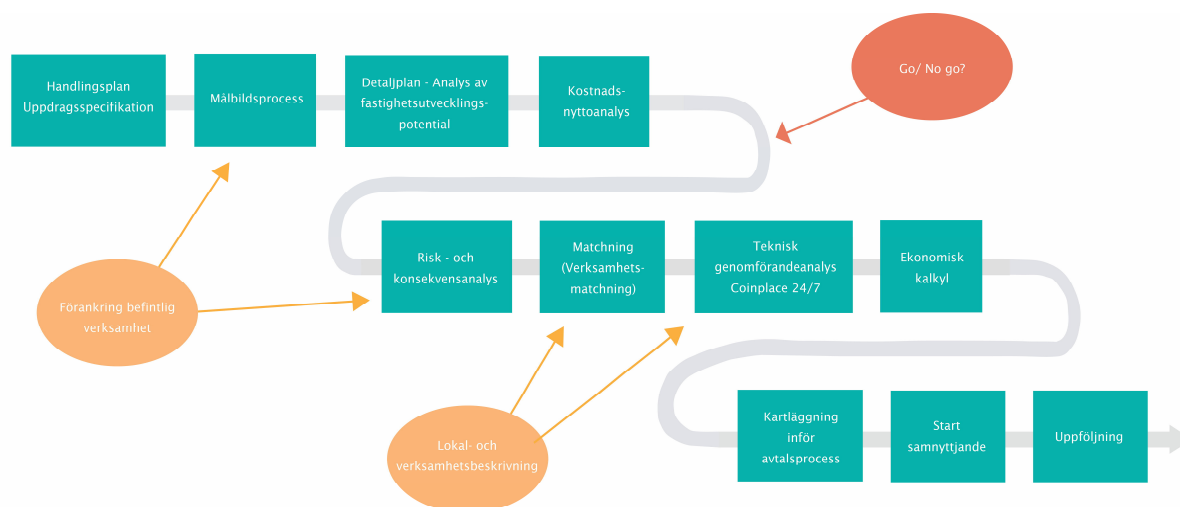 Handlingsplan
Uppdragsspecifikation
Målbildsprocess
Detaljplan - Analys av
fastighetsutvecklings-
potential
Kostnads-
nyttoanalys
Go/ No go?
Risk - och
konsekvensanalys
Matchning
(Verksamhets-
matchning)
Teknisk
genomförandeanalys
Coinplace 24/7
Ekonomisk
kalkyl
Förankring befintlig
verksamhet
Lokal- och
verksamhetsbeskrivning
Kartläggning
inför
avtalsprocess
Start
samnyttjande
Uppföljning